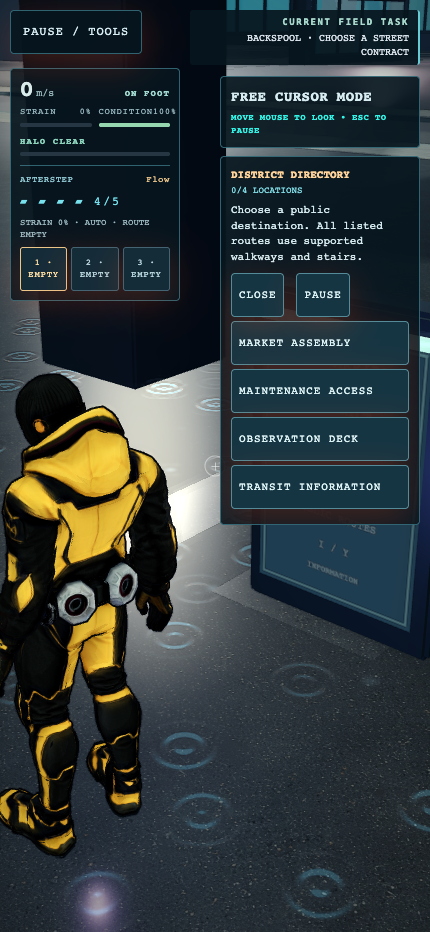 PAUSE / TOOLS
CURRENT FIELD TASK
BACKSPOOL · CHOOSE A STREET
CONTRACT
0 m/s ON FOOT
STRAIN 0% CONDITION 100%
HALO CLEAR
AFTERSTEP Flow
4/5
STRAIN 0% · AUTO · ROUTE
EMPTY
1 ·
EMPTY
2 ·
EMPTY
3 ·
EMPTY
FREE CURSOR MODE
MOVE MOUSE TO LOOK · ESC TO
PAUSE
DISTRICT DIRECTORY
0/4 LOCATIONS
Choose a public
destination. All listed
routes use supported
walkways and stairs.
CLOSE
PAUSE
MARKET ASSEMBLY
MAINTENANCE ACCESS
OBSERVATION DECK
TRANSIT INFORMATION
I / Y
INFORMATION